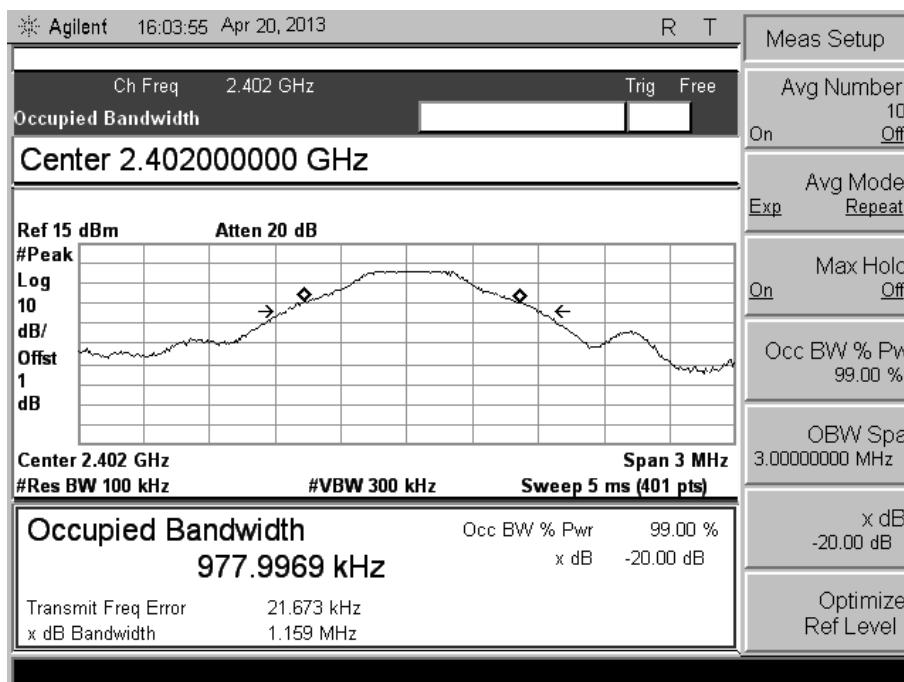 Agilent 16:03:55 Apr 20, 2013 R T
Ch Freq 2.402 GHz Trig Free
Occupied Bandwidth
Center 2.402000000 GHz
Ref 15 dBm Atten 20 dB
#Peak
Log
10
dB/
Offst
1
dB
Center 2.402 GHz Span 3 MHz
#Res BW 100 kHz #VBW 300 kHz Sweep 5 ms (401 pts)
Occupied Bandwidth
977.9969 kHz
Occ BW % Pwr 99.00 %
x dB -20.00 dB
Transmit Freq Error 21.673 kHz
x dB Bandwidth 1.159 MHz
Meas Setup
Avg Number
10
On Off
Avg Mode
Exp Repeat
Max Hold
On Off
Occ BW % Pw
99.00 %
OBW Spa
3.00000000 MHz
x dB
-20.00 dB
Optimize
Ref Level